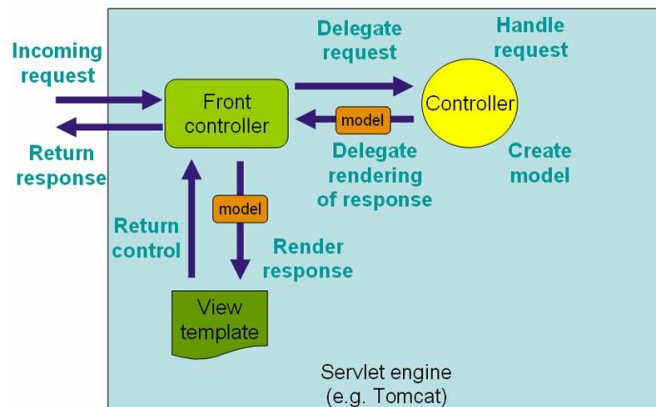 Incoming
request
Return
response
Front
controller
Delegate
request
Handle
request
Controller
model
Delegate
rendering
of response
Create
model
model
Return
control
Render
response
View
template
Servlet engine
(e.g. Tomcat)